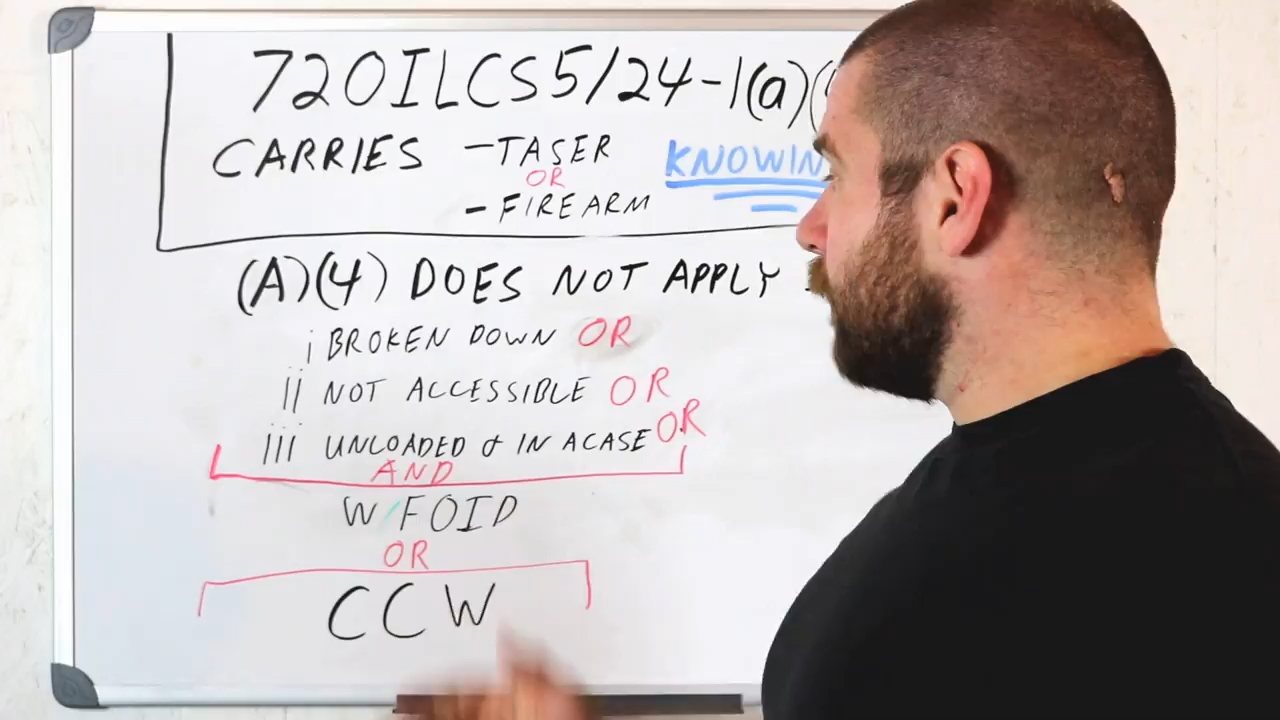 720 ILCS 5/24-1(a)(
CARRIES - TASER
OR
- FIREARM
KNOWIN
(A)(4) DOES NOT APPLY
i BROKEN DOWN OR
ii NOT ACCESSIBLE OR
iii UNLOADED & IN A CASE OR
AND
W/FOID
OR
CCW